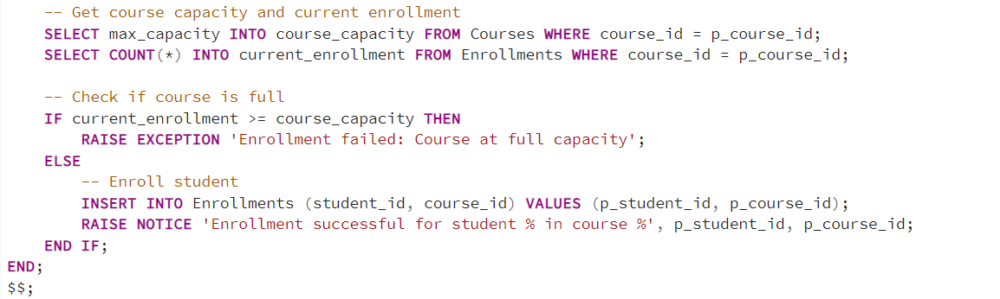 -- Get course capacity and current enrollment
SELECT max_capacity INTO course_capacity FROM Courses WHERE course_id = p_course_id;
SELECT COUNT(*) INTO current_enrollment FROM Enrollments WHERE course_id = p_course_id;
-- Check if course is full
IF current_enrollment >= course_capacity THEN
RAISE EXCEPTION 'Enrollment failed: Course at full capacity';
ELSE
-- Enroll student
INSERT INTO Enrollments (student_id, course_id) VALUES (p_student_id, p_course_id);
RAISE NOTICE 'Enrollment successful for student % in course %', p_student_id, p_course_id;
END IF;
END;
$$;